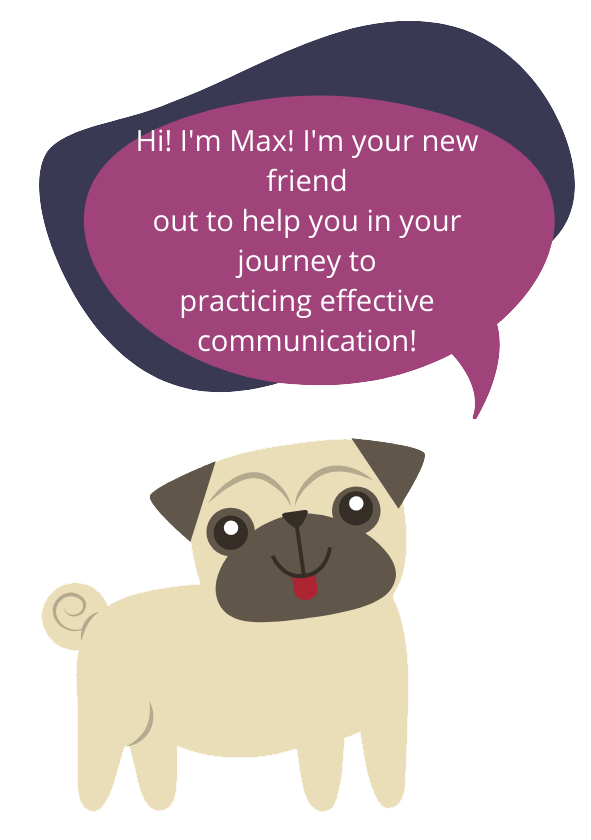 Hi! I'm Max! I'm your new
friend
out to help you in your
journey to
practicing effective
communication!